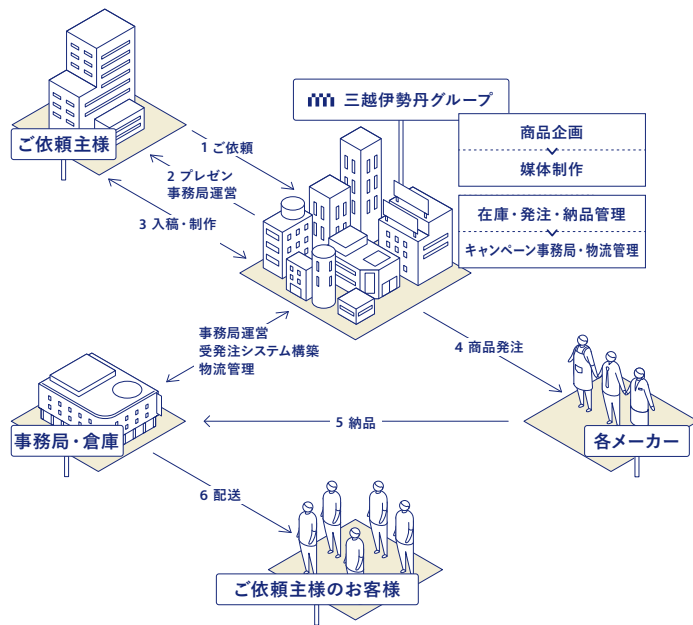 三越伊勢丹グループ
商品企画
媒体制作
在庫・発注・納品管理
キャンペーン事務局・物流管理
ご依頼主様
1 ご依頼
2 プレゼン
事務局運営
3 入稿・制作
事務局運営
受発注システム構築
物流管理
4 商品発注
事務局・倉庫
5 納品
各メーカー
6 配送
ご依頼主様のお客様